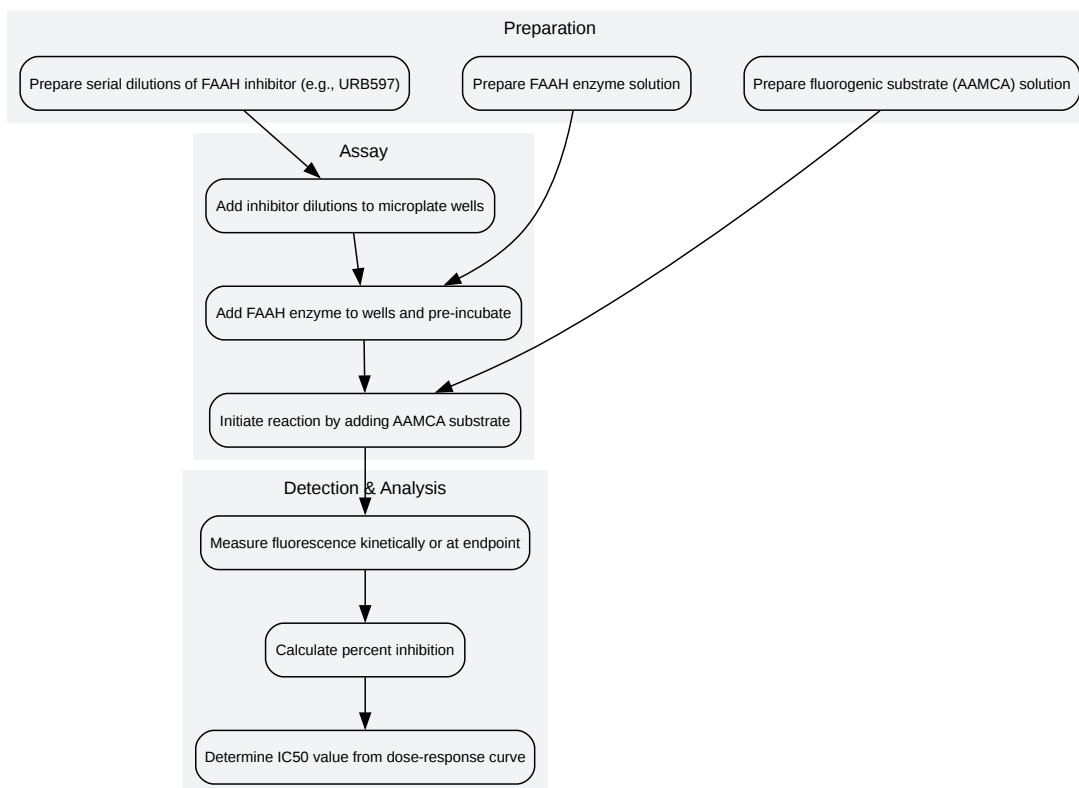 Preparation
Prepare serial dilutions of FAAH inhibitor (e.g., URB597)
Prepare FAAH enzyme solution
Prepare fluorogenic substrate (AAMCA) solution
Assay
Add inhibitor dilutions to microplate wells
Add FAAH enzyme to wells and pre-incubate
Initiate reaction by adding AAMCA substrate
Detection & Analysis
Measure fluorescence kinetically or at endpoint
Calculate percent inhibition
Determine IC50 value from dose-response curve